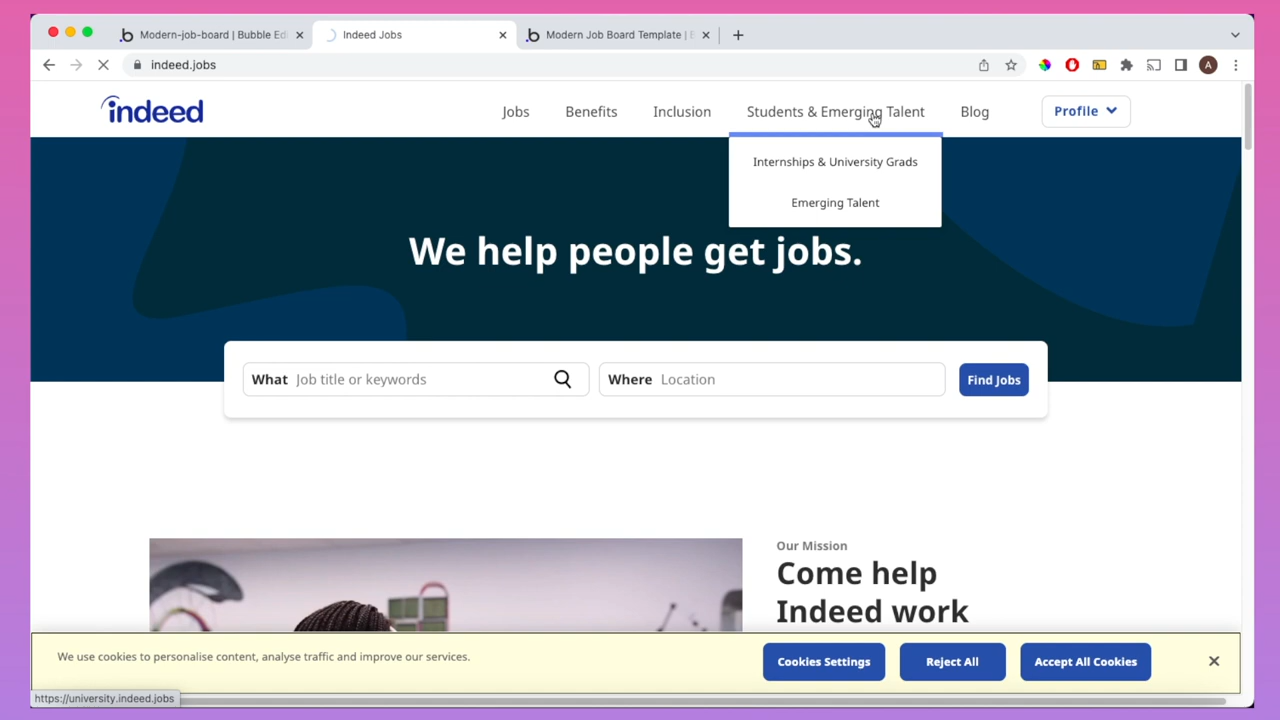 Modern-job-board | Bubble Ed
Indeed Jobs
Modern Job Board Template |
indeed.jobs
A
indeed
Jobs
Benefits
Inclusion
Students & Emerging Talent
Blog
Profile
Internships & University Grads
Emerging Talent
We help people get jobs.
What Job title or keywords
Where Location
Find Jobs
Our Mission
Come help
Indeed work
We use cookies to personalise content, analyse traffic and improve our services.
Cookies Settings
Reject All
Accept All Cookies
https://university.indeed.jobs